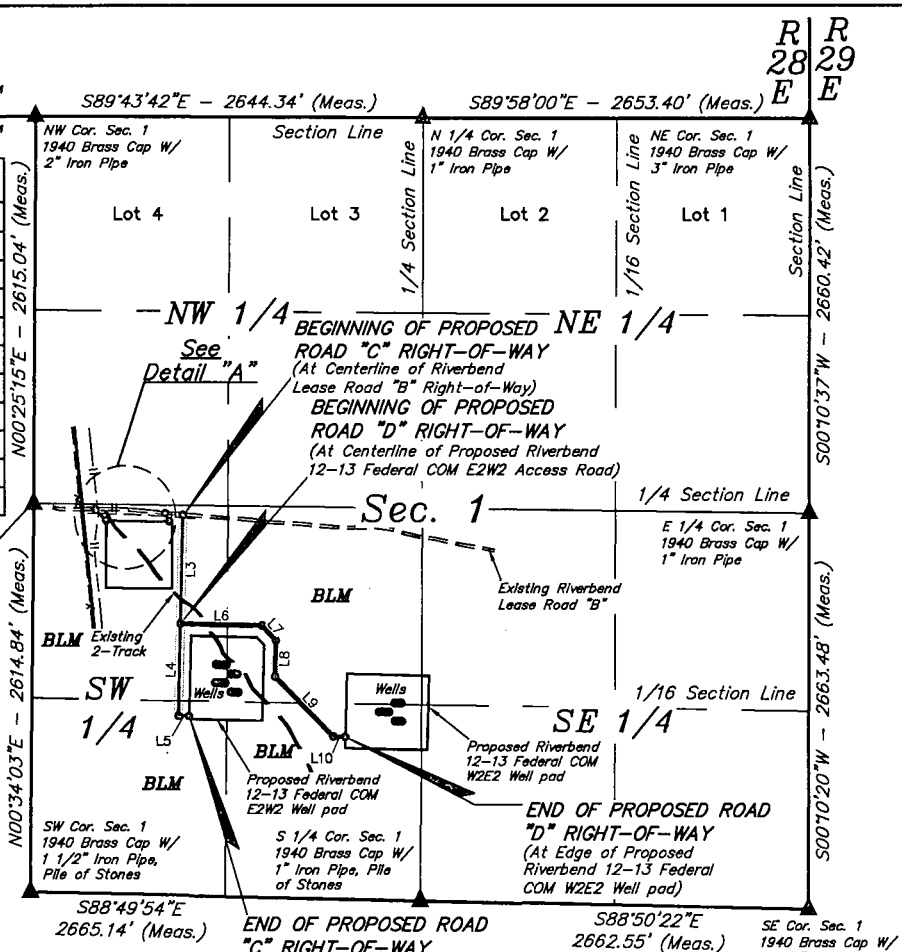 R R
28 29
E E
S89°43'42"E - 2644.34' (Meas.)
S89°58'00"E - 2653.40' (Meas.)
NW Cor. Sec. 1
1940 Brass Cap W/
2" Iron Pipe
Section Line
N 1/4 Cor. Sec. 1
1940 Brass Cap W/
1" Iron Pipe
NE Cor. Sec. 1
1940 Brass Cap W/
3" Iron Pipe
Lot 4
Lot 3
Lot 2
Lot 1
1/4 Section Line
1/16 Section Line
Section Line
N00°25'15"E - 2615.04' (Meas.)
S00°10'37"W - 2660.42' (Meas.)
NW 1/4
NE 1/4
See
Detail "A"
BEGINNING OF PROPOSED
ROAD "C" RIGHT-OF-WAY
(At Centerline of Riverbend
Lease Road "B" Right-of-Way)
BEGINNING OF PROPOSED
ROAD "D" RIGHT-OF-WAY
(At Centerline of Proposed Riverbend
12-13 Federal COM E2W2 Access Road)
Sec. 1
1/4 Section Line
E 1/4 Cor. Sec. 1
1940 Brass Cap W/
1" Iron Pipe
Existing Riverbend
Lease Road "B"
L3
L6
L7
L8
L9
L4
L5
L10
BLM
BLM
Existing
2-Track
N00°34'03"E - 2614.84' (Meas.)
S00°10'20"W - 2663.48' (Meas.)
SW
1/4
Wells
Wells
1/16 Section Line
SE 1/4
BLM
BLM
Proposed Riverbend
12-13 Federal COM
E2W2 Well pad
Proposed Riverbend
12-13 Federal COM
W2E2 Well pad
END OF PROPOSED ROAD
"D" RIGHT-OF-WAY
(At Edge of Proposed
Riverbend 12-13 Federal
COM W2E2 Well pad)
SW Cor. Sec. 1
1940 Brass Cap W/
1 1/2" Iron Pipe,
Pile of Stones
S 1/4 Cor. Sec. 1
1940 Brass Cap W/
1" Iron Pipe, Pile
of Stones
S88°49'54"E
2665.14' (Meas.)
END OF PROPOSED ROAD
"C" RIGHT-OF-WAY
S88°50'22"E
2662.55' (Meas.)
SE Cor. Sec. 1
1940 Brass Cap W/